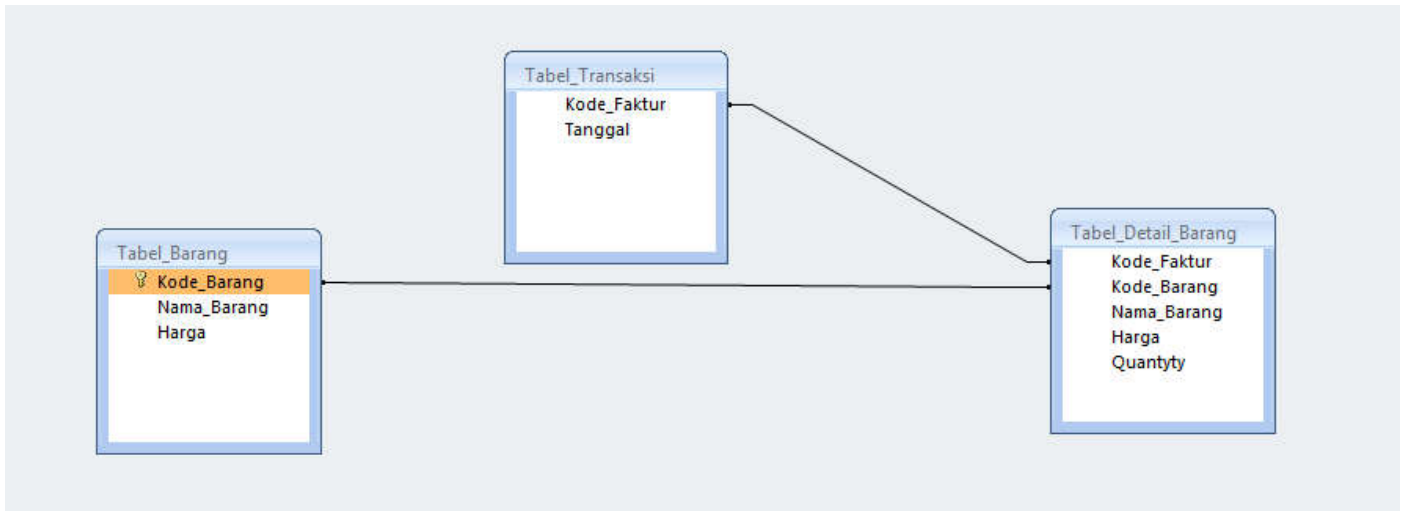 Tabel_Transaksi
Kode_Faktur
Tanggal
Tabel_Barang
Kode_Barang
Nama_Barang
Harga
Tabel_Detail_Barang
Kode_Faktur
Kode_Barang
Nama_Barang
Harga
Quantyty